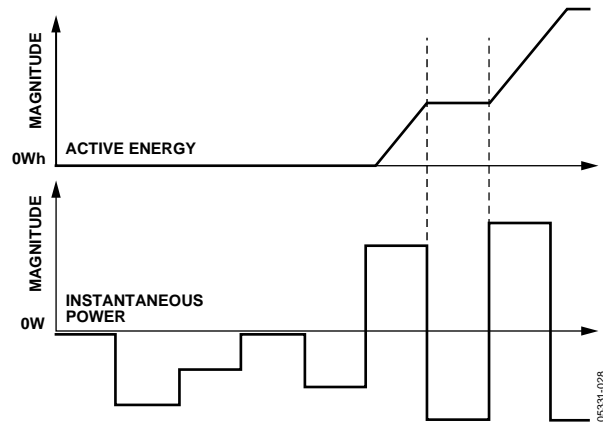 MAGNITUDE
ACTIVE ENERGY
0Wh
MAGNITUDE
INSTANTANEOUS
POWER
0W
05331-028